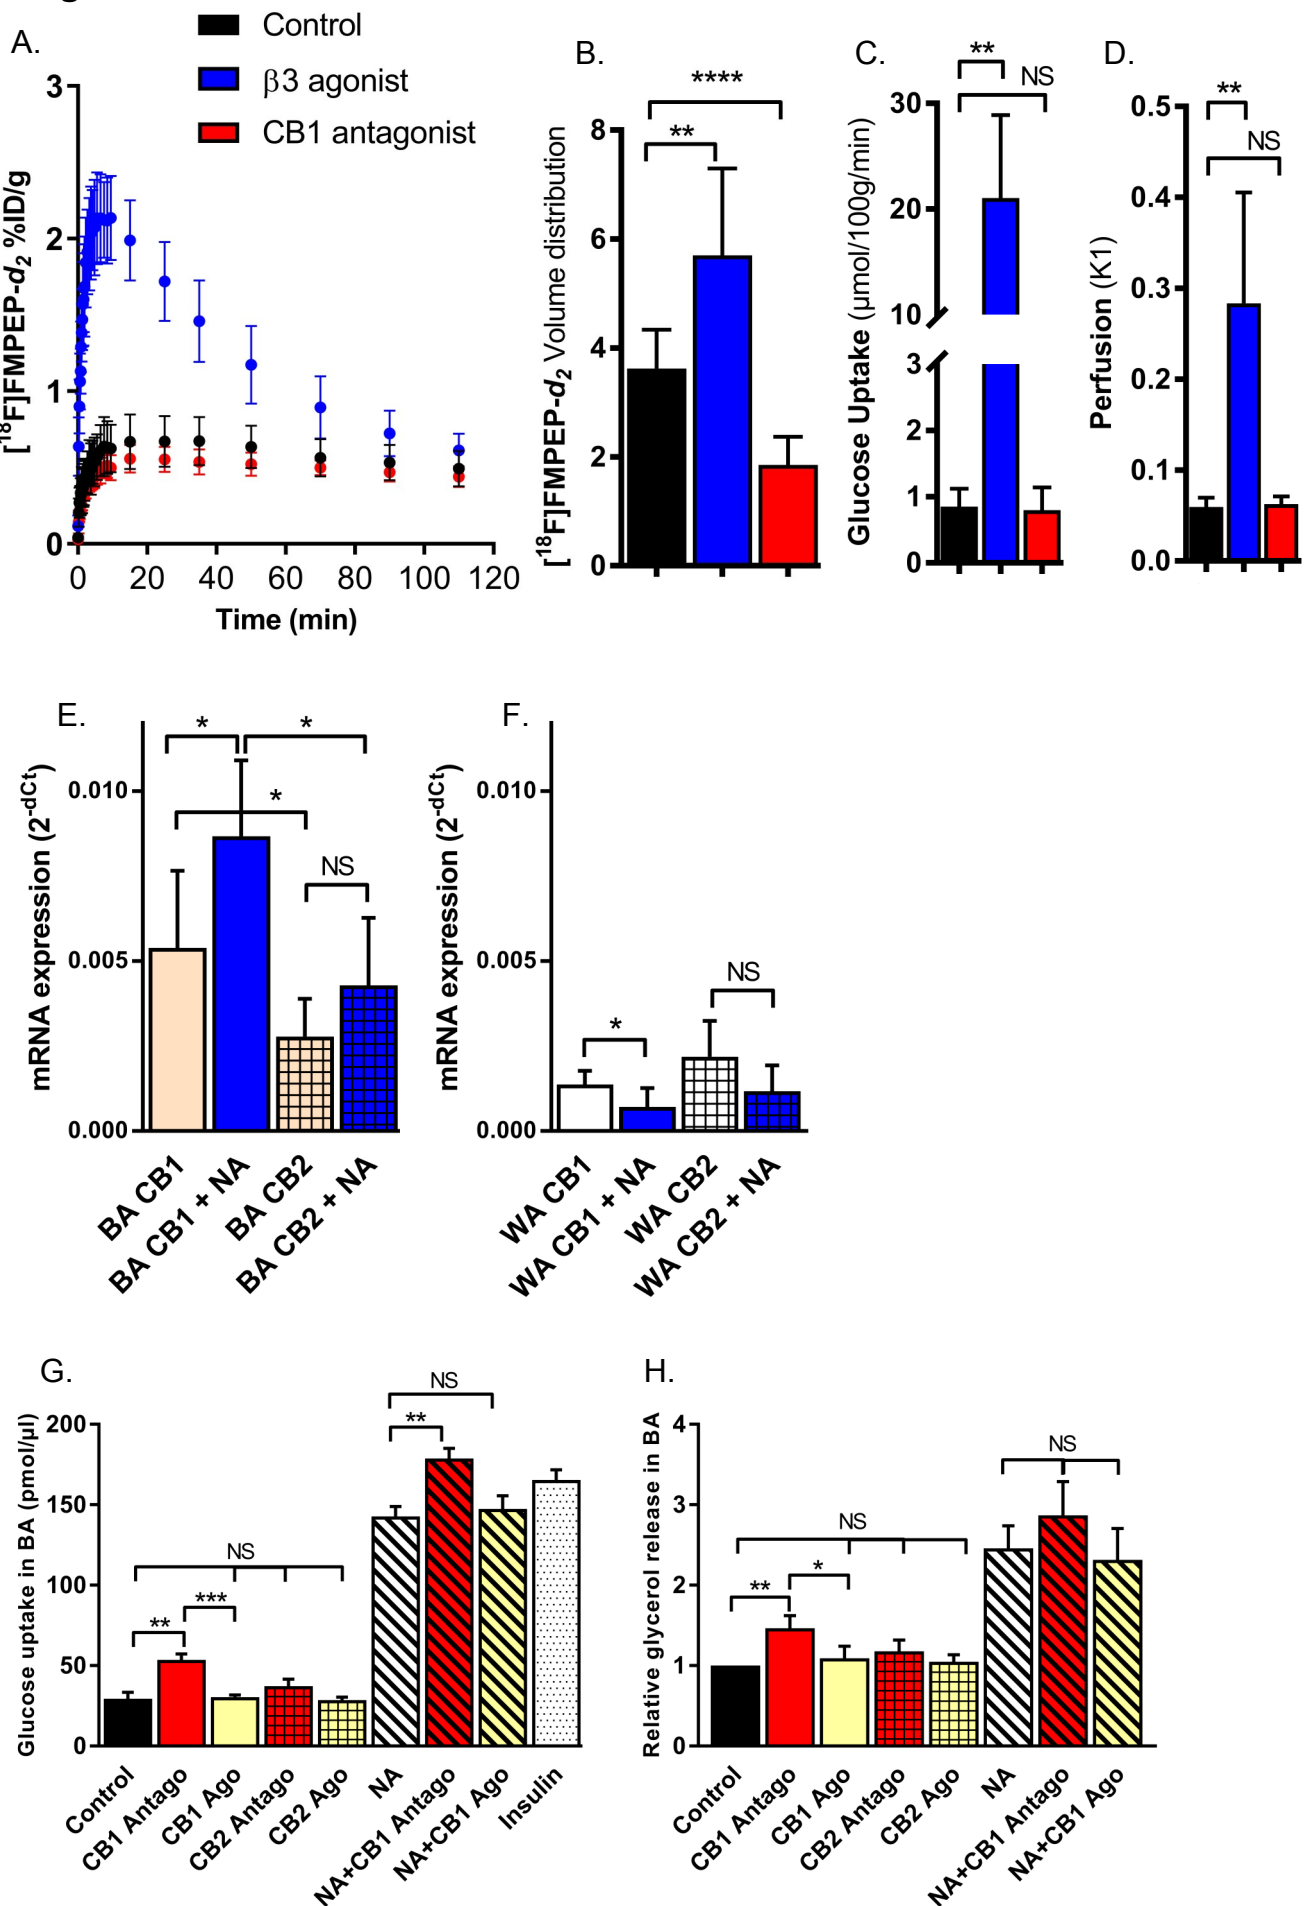 Control
β3 agonist
CB1 antagonist
A.
[¹⁸F]FMPEP-d₂ %ID/g
3
2
1
0
0 20 40 60 80 100 120
Time (min)
B.
[¹⁸F]FMPEP-d₂ Volume distribution
8
6
4
2
0
****
**
C.
Glucose Uptake (µmol/100g/min)
30
20
10
3
2
1
0
**
NS
D.
Perfusion (K1)
0.5
0.4
0.3
0.2
0.1
0.0
**
NS
E.
mRNA expression (2⁻ᵈᶜᵗ)
0.010
0.005
0.000
* *
*
NS
BA CB1
BA CB1 + NA
BA CB2
BA CB2 + NA
F.
mRNA expression (2⁻ᵈᶜᵗ)
0.010
0.005
0.000
*
NS
WA CB1
WA CB1 + NA
WA CB2
WA CB2 + NA
G.
Glucose uptake in BA (pmol/µl)
200
150
100
50
0
NS
**
NS
***
**
Control
CB1 Antago
CB1 Ago
CB2 Antago
CB2 Ago
NA
NA+CB1 Antago
NA+CB1 Ago
Insulin
H.
Relative glycerol release in BA
4
3
2
1
0
NS
NS
*
**
Control
CB1 Antago
CB1 Ago
CB2 Antago
CB2 Ago
NA
NA+CB1 Antago
NA+CB1 Ago